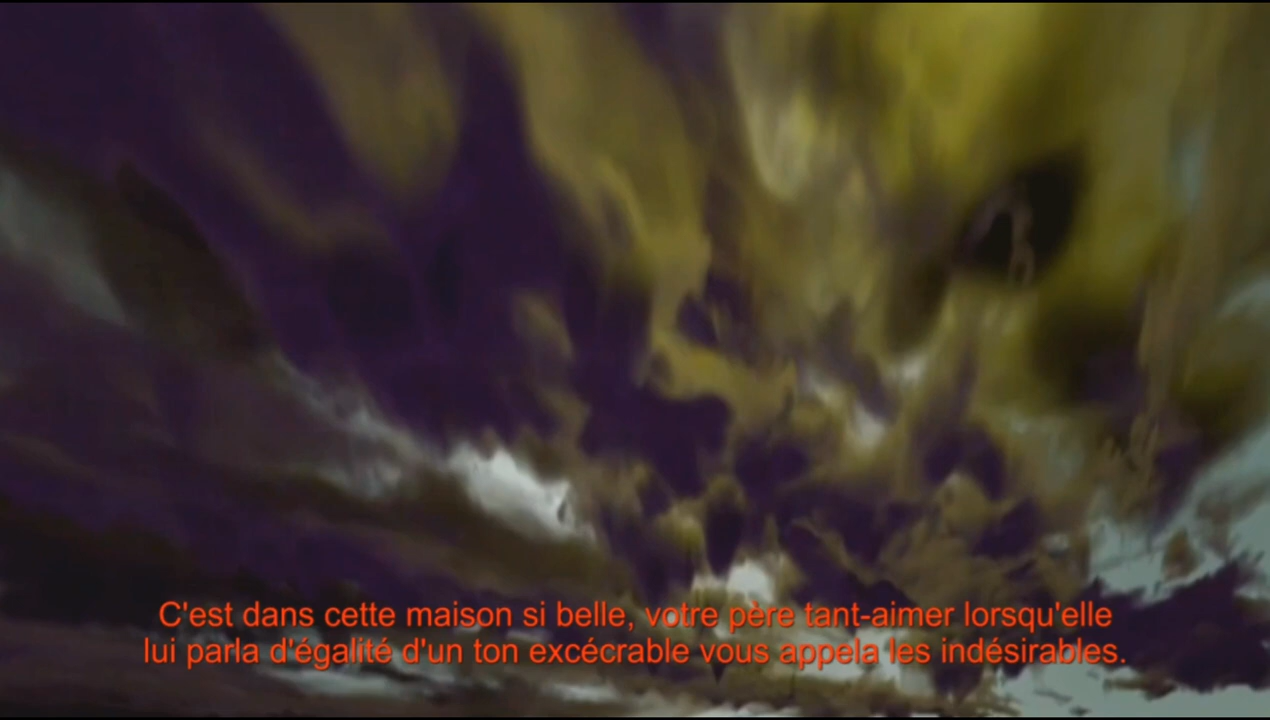 C'est dans cette maison si belle, votre père tant-aimer lorsqu'elle
lui parla d'égalité d'un ton excécrable vous appela les indésirables.